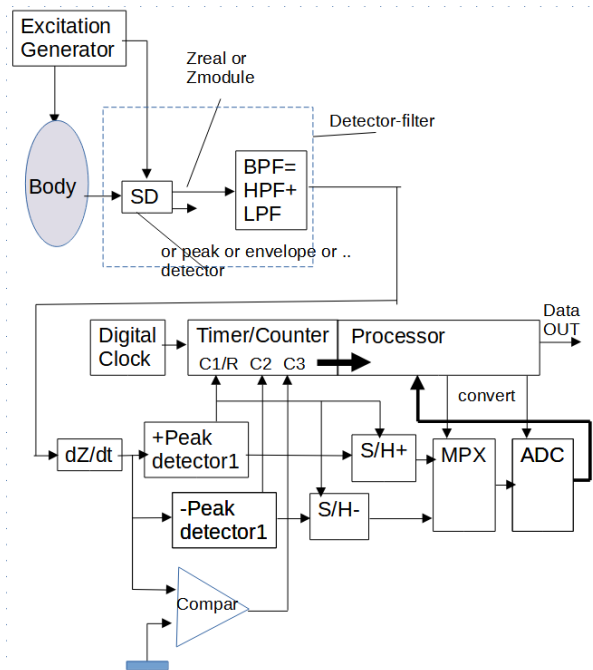 Excitation
Generator
Zreal or
Zmodule
Detector-filter
Body
SD
BPF=
HPF+
LPF
or peak or envelope or ..
detector
Digital
Clock
Timer/Counter
C1/R C2 C3
Processor
Data
OUT
convert
dZ/dt
+Peak
detector1
S/H+
MPX
ADC
-Peak
detector1
S/H-
Compar